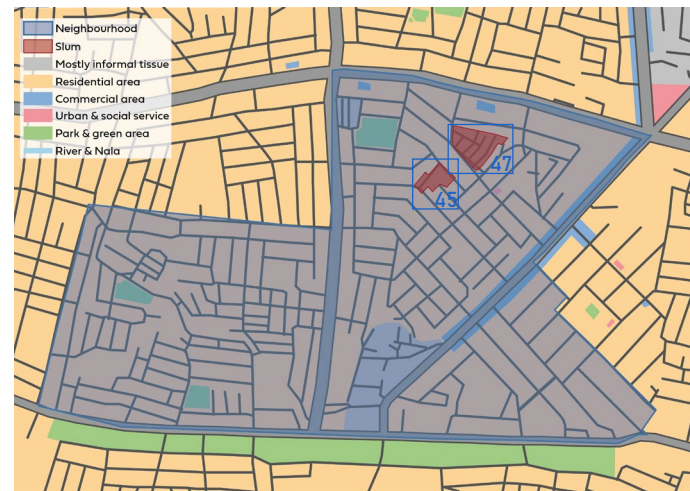 Neighbourhood
Slum
Mostly informal tissue
Residential area
Commercial area
Urban & social service
Park & green area
River & Nala
47
45